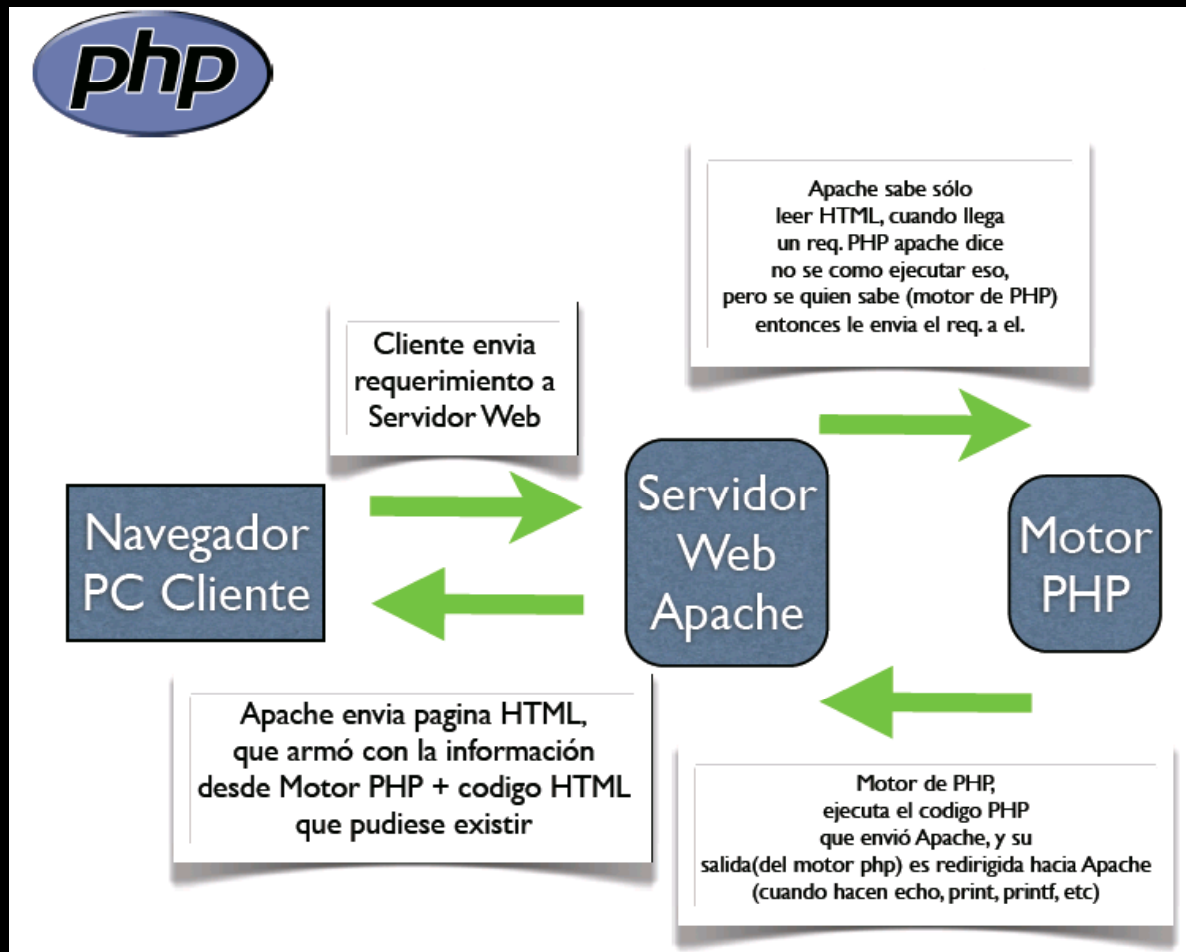 php
Apache sabe sólo
leer HTML, cuando llega
un req. PHP apache dice
no se como ejecutar eso,
pero se quien sabe (motor de PHP)
entonces le envia el req. a el.
Cliente envia
requerimiento a
Servidor Web
Navegador
PC Cliente
Servidor
Web
Apache
Motor
PHP
Apache envia pagina HTML,
que armó con la información
desde Motor PHP + codigo HTML
que pudiese existir
Motor de PHP,
ejecuta el codigo PHP
que envió Apache, y su
salida(del motor php) es redirigida hacia Apache
(cuando hacen echo, print, printf, etc)